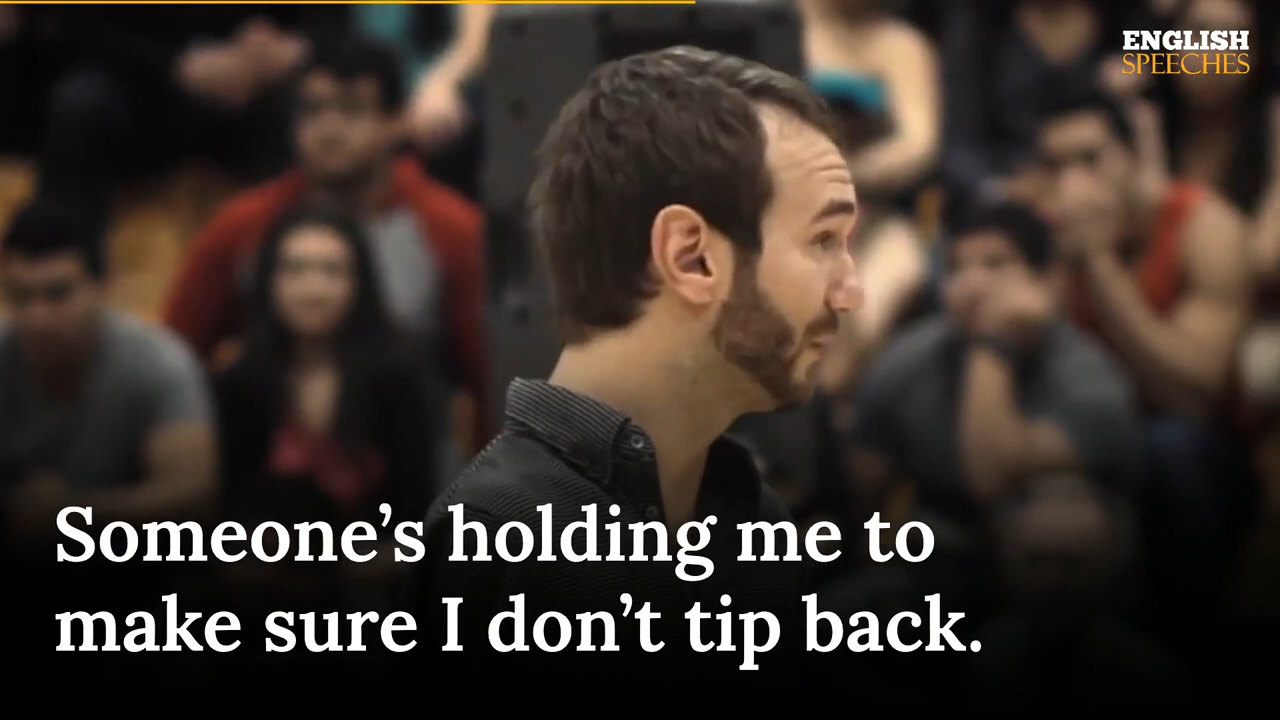 ENGLISH
SPEECHES
Someone’s holding me to
make sure I don’t tip back.